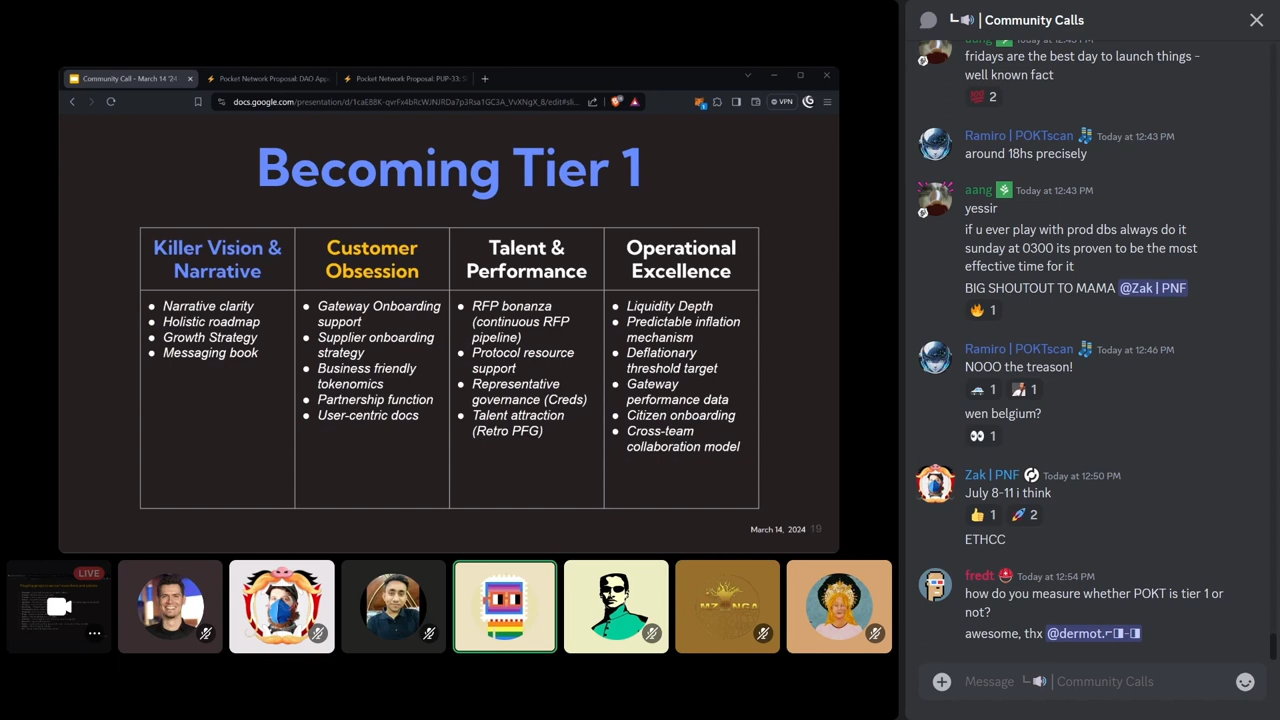 Community Call - March 14 '24
Pocket Network Proposal: DAO App
Pocket Network Proposal: PUP-33: S
docs.google.com/presentation/d/
VPN
Becoming Tier 1
Killer Vision &
Narrative
Narrative clarity
Holistic roadmap
Growth Strategy
Messaging book
Customer
Obsession
Gateway Onboarding
support
Supplier onboarding
strategy
Business friendly
tokenomics
Partnership function
User-centric docs
Talent &
Performance
RFP bonanza
(continuous RFP
pipeline)
Protocol resource
support
Representative
governance (Creds)
Talent attraction
(Retro PFG)
Operational
Excellence
Liquidity Depth
Predictable inflation
mechanism
Deflationary
threshold target
Gateway
performance data
Citizen onboarding
Cross-team
collaboration model
March 14, 2024 19
LIVE
MZONGA
Community Calls
aang
fridays are the best day to launch things -
well known fact
2
Ramiro | POKTscan Today at 12:43 PM
around 18hs precisely
aang Today at 12:43 PM
yessir
if u ever play with prod dbs always do it
sunday at 0300 its proven to be the most
effective time for it
BIG SHOUTOUT TO MAMA @Zak | PNF
1
Ramiro | POKTscan Today at 12:46 PM
NOOO the treason!
1 1
wen belgium?
1
Zak | PNF Today at 12:50 PM
July 8-11 i think
1 2
ETHCC
fredt Today at 12:54 PM
how do you measure whether POKT is tier 1 or
not?
awesome, thx @dermot.
Message Community Calls